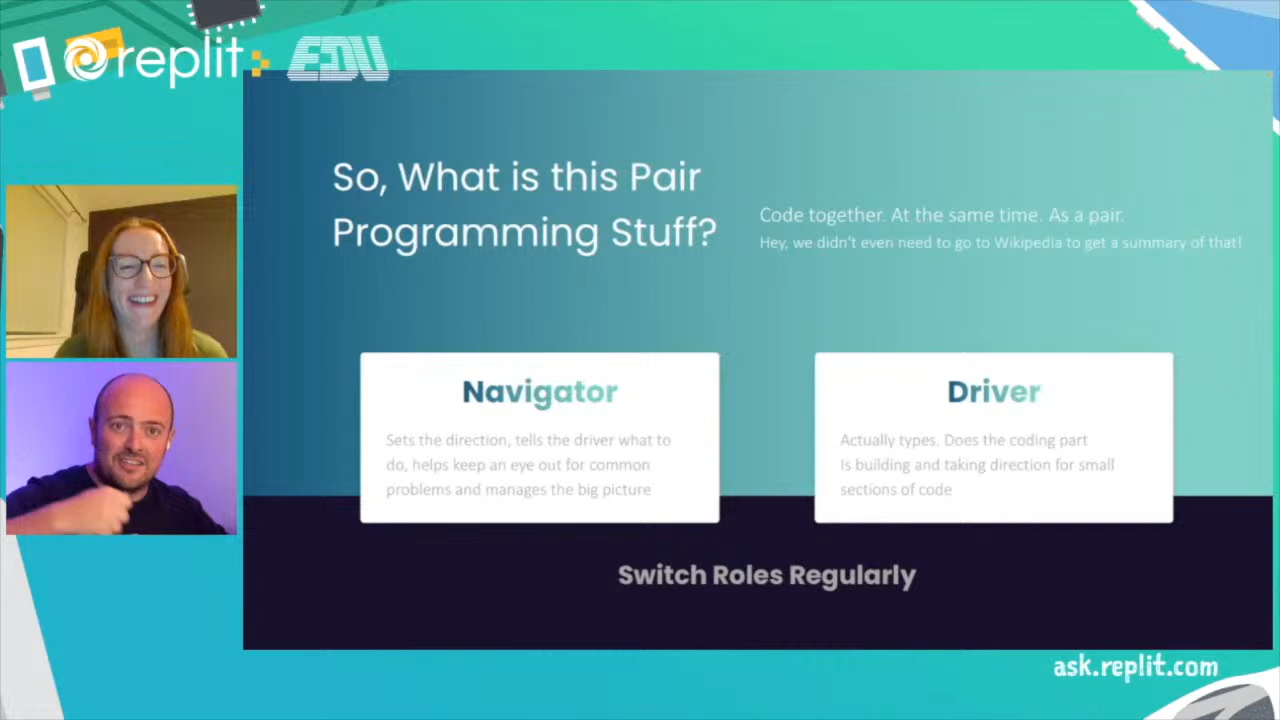 replit
EDU
So, What is this Pair
Programming Stuff?
Code together. At the same time. As a pair.
Hey, we didn't even need to go to Wikipedia to get a summary of that!
Navigator
Sets the direction, tells the driver what to
do, helps keep an eye out for common
problems and manages the big picture
Driver
Actually types. Does the coding part
Is building and taking direction for small
sections of code
Switch Roles Regularly
ask.replit.com